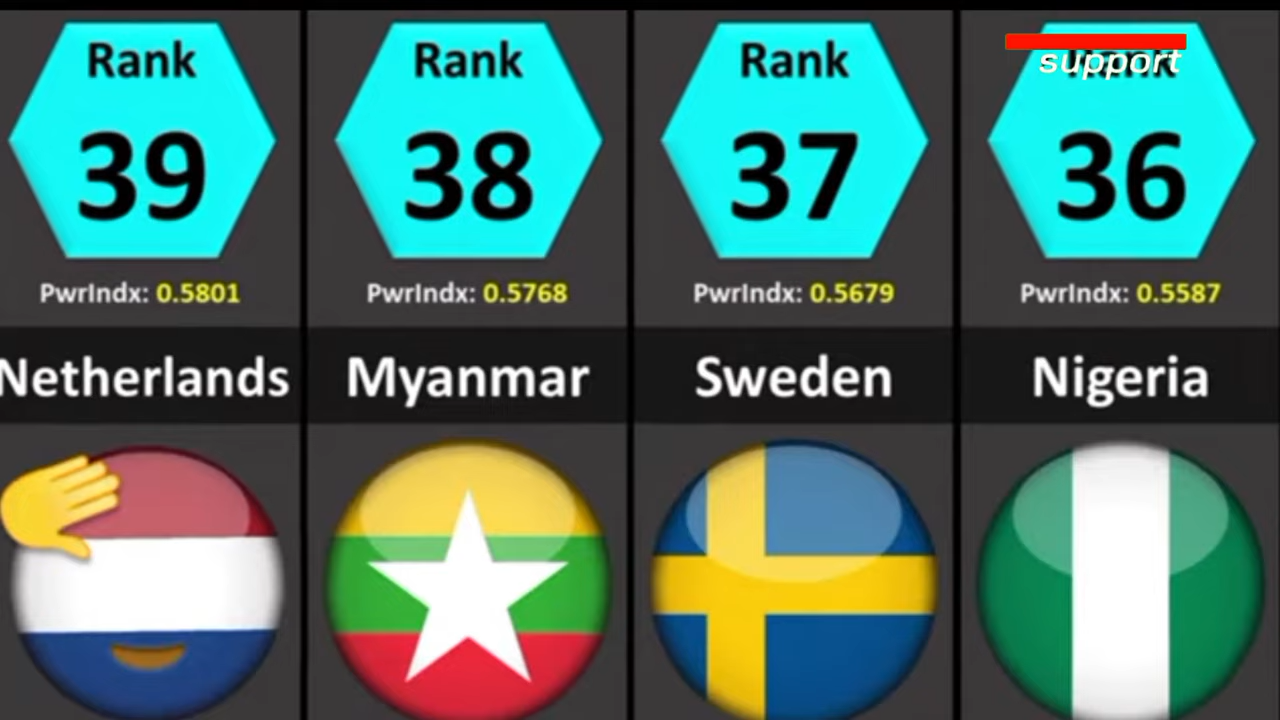 Rank
39
PwrIndx: 0.5801
Netherlands
Rank
38
PwrIndx: 0.5768
Myanmar
Rank
37
PwrIndx: 0.5679
Sweden
support
Rank
36
PwrIndx: 0.5587
Nigeria